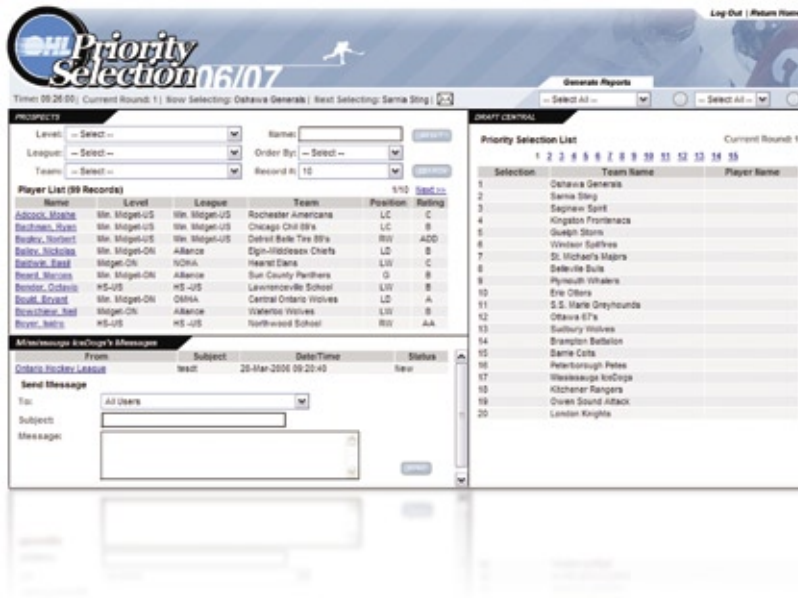 Log Out | Return Home
OHL Priority
Selection 06/07
Generate Reports
Time: 09:26:00 | Current Round: 1 | Now Selecting: Oshawa Generals | Next Selecting: Sarnia Sting |
-- Select All --
-- Select All --
PROSPECTS
Level: -- Select --
Name:
League: -- Select --
Order By: -- Select --
Team: -- Select --
Record #: 10
Player List (99 Records)
1/10 Next >>
Name Level League Team Position Rating
Adcock, Moshe Min. Midget-US Min. Midget-US Rochester Americans LC C
Bachman, Ryan Min. Midget-US Min. Midget-US Chicago Chill 89's LC B
Bagley, Norbert Min. Midget-US Min. Midget-US Detroit Belle Tire 89's RW ADD
Bailey, Nickolas Min. Midget-ON Alliance Elgin-Middlesex Chiefs LD B
Baldwin, Basil Midget-ON NOHA Hearst Elans LW C
Beard, Marcos Min. Midget-ON Alliance Sun County Panthers G B
Bender, Octavio HS-US HS-US Lawrenceville School LW B
Bould, Bryant Min. Midget-ON OMHA Central Ontario Wolves LD A
Bowchiew, Neil Midget-ON Alliance Waterloo Wolves LW B
Boyer, HS-US HS-US Northwood School RW AA
Mississauga IceDogs's Messages
From Subject Date/Time Status
Ontario Hockey League testt 28-Mar-2006 09:20:40 New
Send Message
To: All Users
Subject:
Message:
DRAFT CENTRAL
Priority Selection List
Current Round: 1
1 2 3 4 5 6 7 8 9 10 11 12 13 14 15
Selection Team Name Player Name
1 Oshawa Generals
2 Sarnia Sting
3 Saginaw Spirit
4 Kingston Frontenacs
5 Guelph Storm
6 Windsor Spitfires
7 St. Michael's Majors
8 Belleville Bulls
9 Plymouth Whalers
10 Erie Otters
11 S.S. Marie Greyhounds
12 Ottawa 67's
13 Sudbury Wolves
14 Brampton Battalion
15 Barrie Colts
16 Peterborough Petes
17 Mississauga IceDogs
18 Kitchener Rangers
19 Owen Sound Attack
20 London Knights